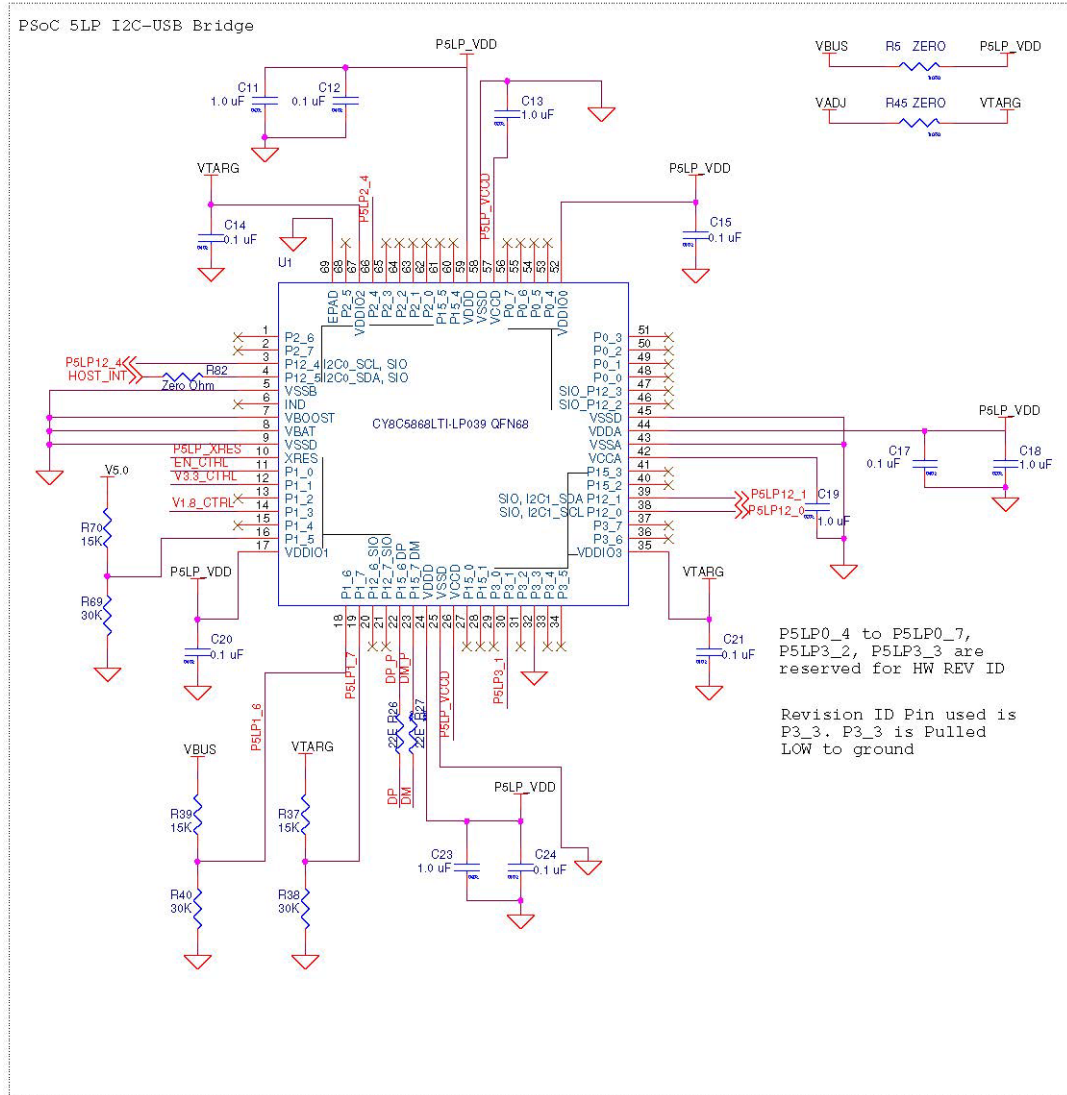 PSoC 5LP I2C-USB Bridge
P5LP_VDD
VBUS R5 ZERO P5LP_VDD
C11
1.0 uF
C12
0.1 uF
C13
1.0 uF
VADJ R45 ZERO VTARG
VTARG
P5LP2_4
P5LP_VCCD
P5LP_VDD
C14
0.1 uF
C15
0.1 uF
U1
69 68 67 66 65 64 63 62 61 60 59 58 57 56 55 54 53 52
EPAD
P2_5
VDDIO2
P2_4
P2_3
P2_2
P2_1
P2_0
P15_5
P15_4
VDDD
VSSD
VCCD
P0_7
P0_6
P0_5
P0_4
VDDIO0
1 P2_6
2 P2_7
P5LP12_4 3 P12_4 I2C0_SCL, SIO
HOST_INT R82 4 P12_5 I2C0_SDA, SIO
Zero Ohm
5 VSSB
6 IND
7 VBOOST
8 VBAT
9 VSSD
P5LP_XRES 10 XRES
EN_CTRL 11 P1_0
V3.3_CTRL 12 P1_1
13 P1_2
V1.8_CTRL 14 P1_3
15 P1_4
16 P1_5
17 VDDIO1
CY8C5868LTI-LP039 QFN68
P0_3 51
P0_2 50
P0_1 49
P0_0 48
SIO_P12_3 47
SIO_P12_2 46
VSSD 45
VDDA 44
VSSA 43
VCCA 42
P15_3 41
P15_2 40
SIO, I2C1_SDA P12_1 39 P5LP12_1
SIO, I2C1_SCL P12_0 38 P5LP12_0
P3_7 37
P3_6 36
VDDIO3 35
P5LP_VDD
C17
0.1 uF
C18
1.0 uF
C19
1.0 uF
V5.0
R70
15K
R69
30K
P5LP_VDD
C20
0.1 uF
P1_6
P1_7
P12_6_SIO
P12_7_SIO
P15_6 DP
P15_7 DM
VDDD
VSSD
VCCD
P15_0
P15_1
P3_0
P3_1
P3_2
P3_3
P3_4
P3_5
18 19 20 21 22 23 24 25 26 27 28 29 30 31 32 33 34
VTARG
C21
0.1 uF
P5LP1_6
P5LP1_7
DP_P
DM_P
22E R26
22E R27
DP
DM
P5LP_VCCD
P5LP3_1
P5LP0_4 to P5LP0_7,
P5LP3_2, P5LP3_3 are
reserved for HW REV ID
Revision ID Pin used is
P3_3. P3_3 is Pulled
LOW to ground
VBUS
R39
15K
R40
30K
VTARG
R37
15K
R38
30K
P5LP_VDD
C23
1.0 uF
C24
0.1 uF